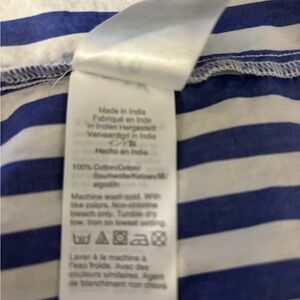 Made in India
Fabriqué en Inde
in Indien Hergestellt
Vervaardigd in India
インド製
Hecho en India
100% Cotton/Coton/
Baumwolle/Katoen/綿/
algodón
Machine wash cold. With
like colors. Non-chlorine
bleach only. Tumble dry
low. Iron on lowest setting.
Laver à la machine à
l'eau froide. Avec des
couleurs similaires. Agent
de blanchiment non chloré